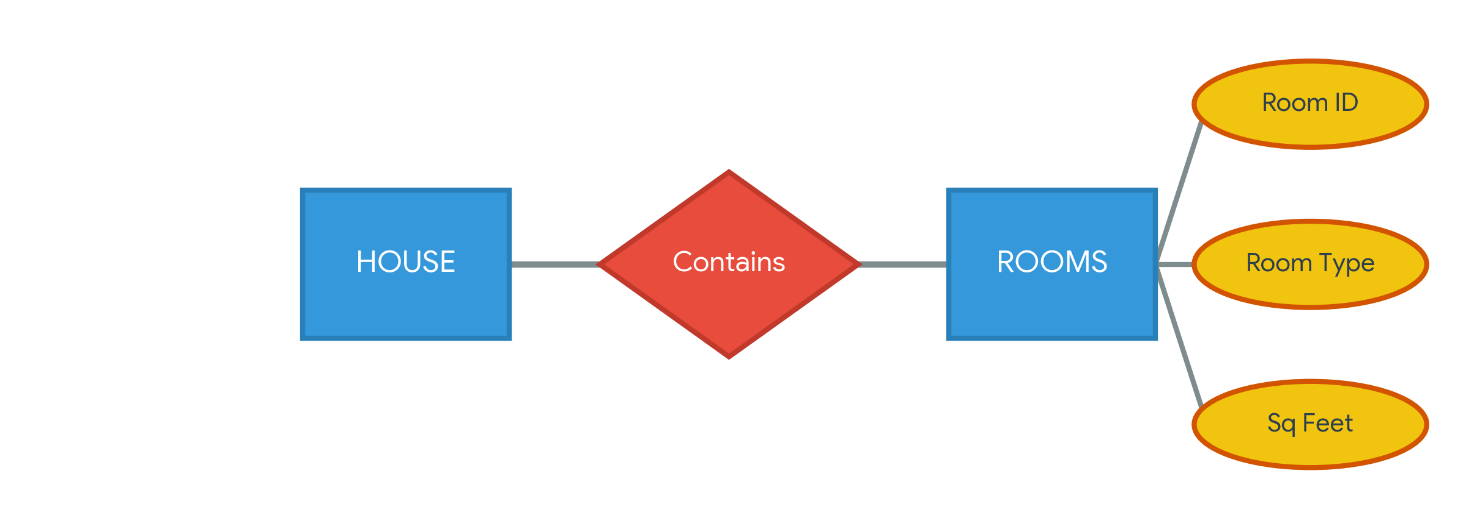 HOUSE
Contains
ROOMS
Room ID
Room Type
Sq Feet